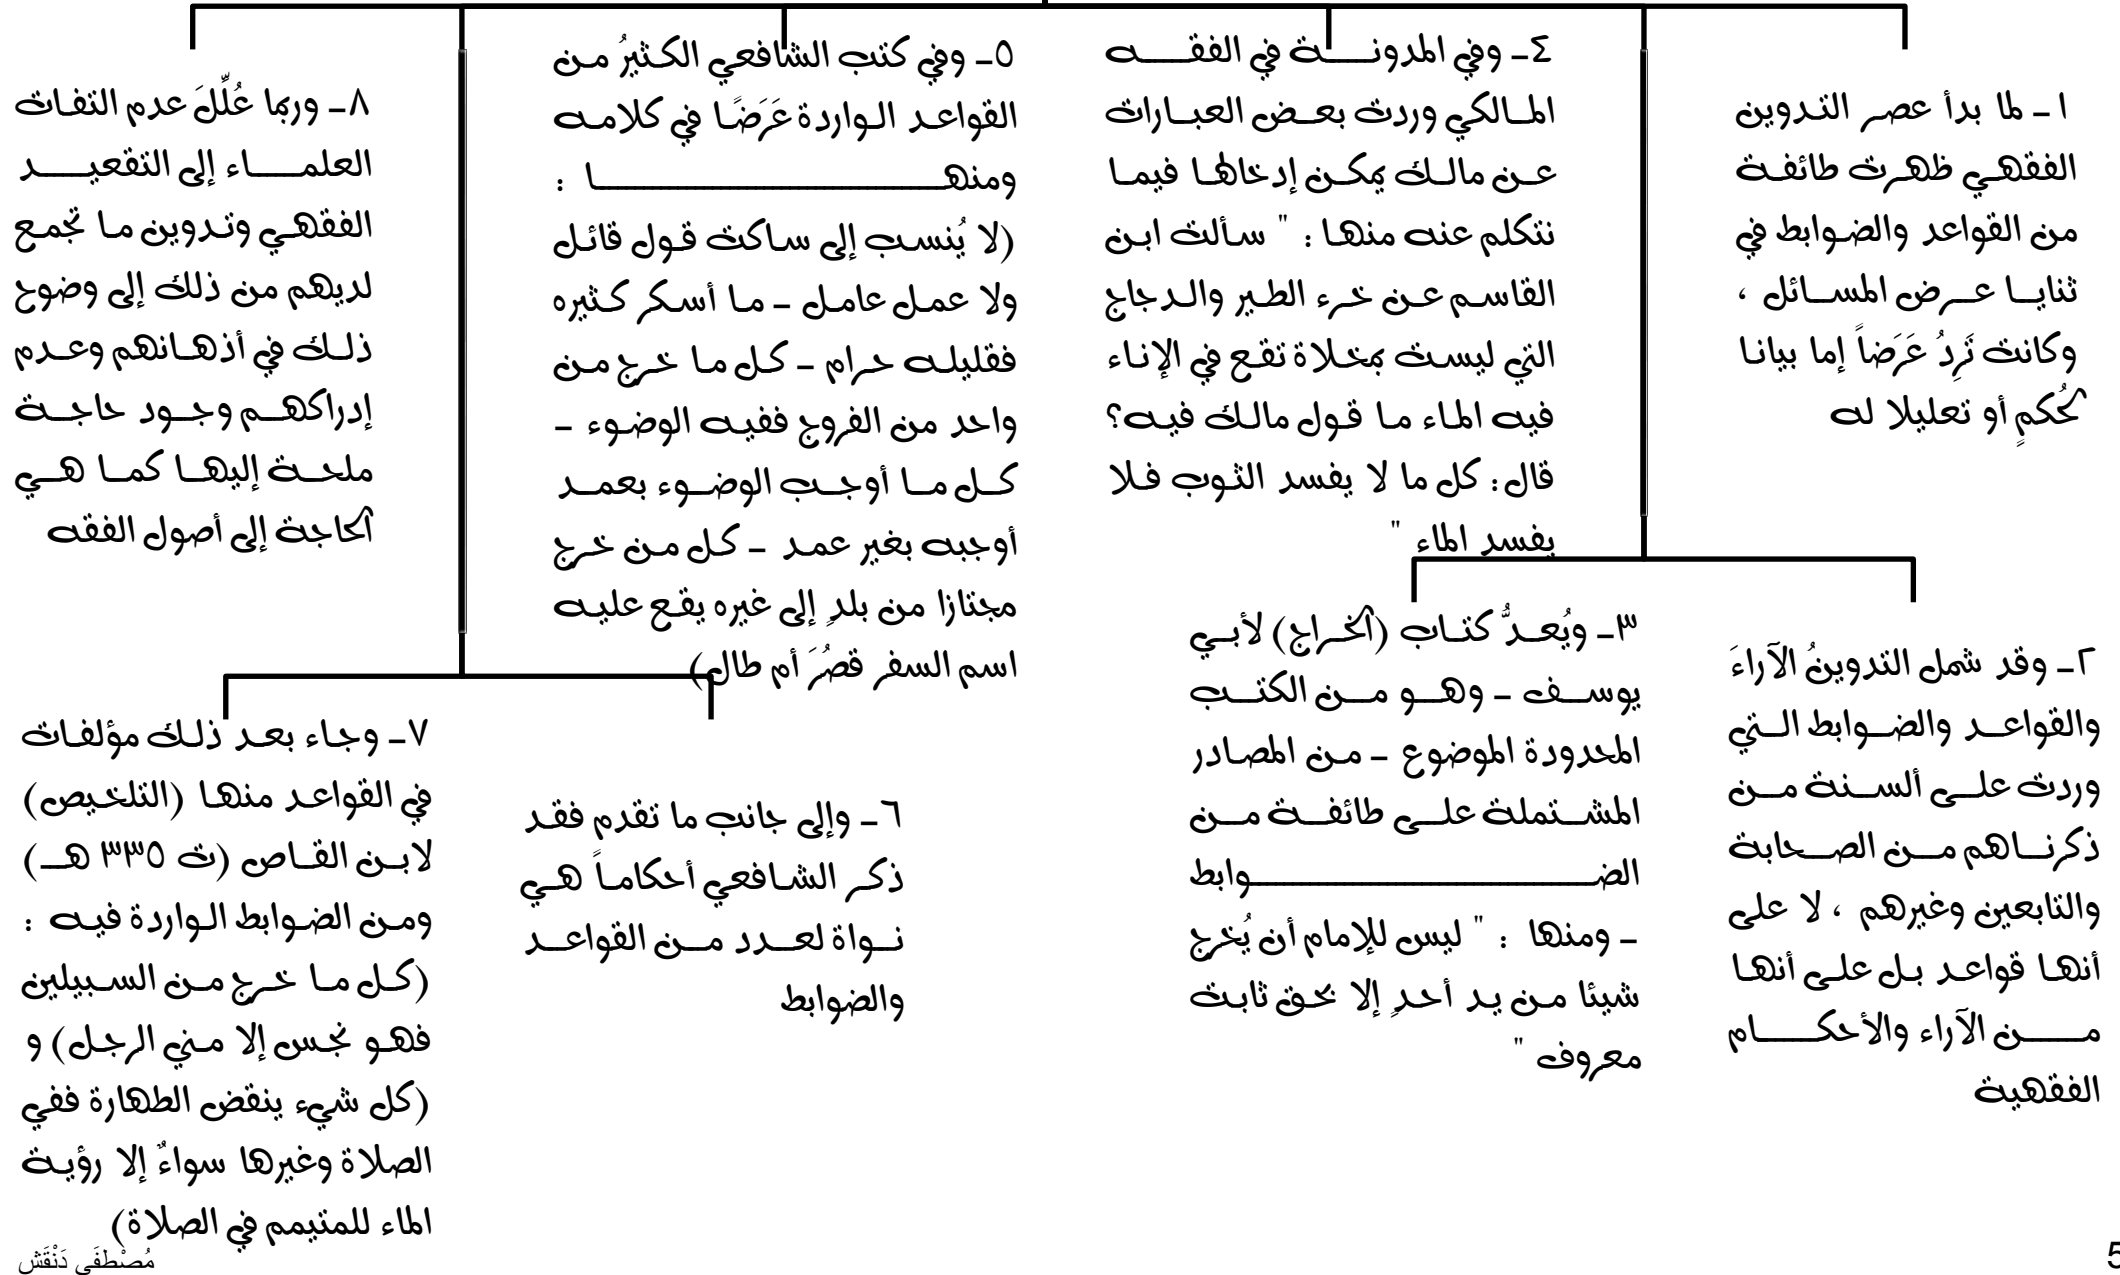 ١ـ لما بدأ عصر التدوين
الفقهي ظهرت طائفة
من القواعد والضوابط في
ثنايا عرض المسائل ،
وكانت تَرِدُ عَرَضاً إما بيانا
لحُكمٍ أو تعليلا له
٢ـ وقد شمل التدوينُ الآراءَ
والقواعد والضوابط التي
وردت على ألسنة من
ذكرناهم من الصحابة
والتابعين وغيرهم ، لا على
أنها قواعد بل على أنها
من الآراء والأحكام
الفقهية
٣ـ ويُعدُّ كتاب (الخراج) لأبي
يوسف ـ وهو من الكتب
المحدودة الموضوع ـ من المصادر
المشتملة على طائفة من
الضوابط
ـ ومنها : " ليس للإمام أن يُخرج
شيئا من يد أحدٍ إلا بحق ثابت
معروف "
٤ـ وفي المدونة في الفقه
المالكي وردت بعض العبارات
عن مالك يمكن إدخالها فيما
نتكلم عنه منها : " سألت ابن
القاسم عن خرء الطير والدجاج
التي ليست بمخلاة تقع في الإناء
فيه الماء ما قول مالك فيه؟
قال : كل ما لا يفسد الثوب فلا
يفسد الماء "
٥ـ وفي كتب الشافعي الكثيرُ من
القواعد الواردة عَرَضًا في كلامه
ومنها :
(لا يُنسب إلى ساكت قول قائل
ولا عمل عامل ـ ما أسكر كثيره
فقليله حرام ـ كل ما خرج من
واحد من الفروج ففيه الوضوء ـ
كل ما أوجب الوضوء بعمد
أوجبه بغير عمد ـ كل من خرج
مجتازا من بلدٍ إلى غيره يقع عليه
اسم السفر قصُرَ أم طال)
٦ـ وإلى جانب ما تقدم فقد
ذكر الشافعي أحكاماً هي
نواة لعدد من القواعد
والضوابط
٧ـ وجاء بعد ذلك مؤلفات
في القواعد منها (التلخيص)
لابن القاص (ت ٣٣٥ هـ)
ومن الضوابط الواردة فيه :
(كل ما خرج من السبيلين
فهو نجس إلا مني الرجل) و
(كل شيء ينقض الطهارة ففي
الصلاة وغيرها سواءٌ إلا رؤية
الماء للمتيمم في الصلاة)
٨ـ وربما عُلِّلَ عدم التفات
العلماء إلى التقعيد
الفقهي وتدوين ما تجمع
لديهم من ذلك إلى وضوح
ذلك في أذهانهم وعدم
إدراكهم وجود حاجة
ملحة إليها كما هي
الحاجة إلى أصول الفقه
مُصْطفَى دَنْقَش
5